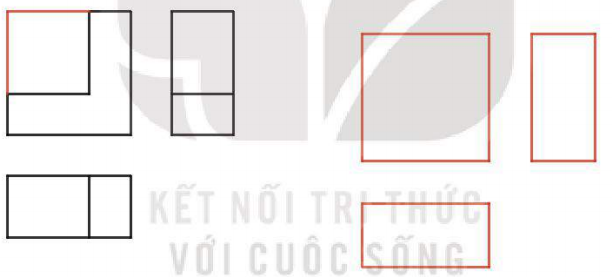 KẾT NỐI TRI THỨC
VỚI CUỘC SỐNG